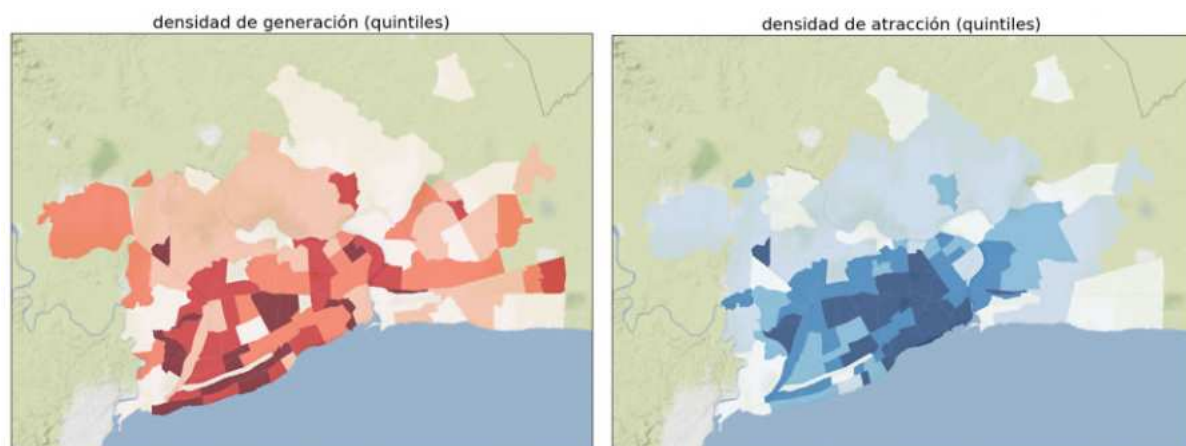 densidad de generación (quintiles)
densidad de atracción (quintiles)